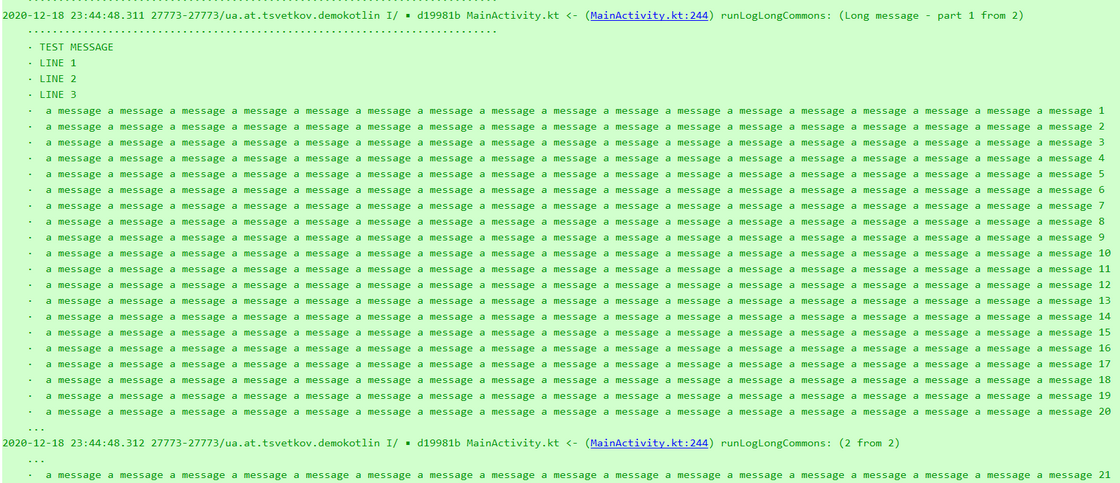 ············································································
2020-12-18 23:44:48.311 27773-27773/ua.at.tsvetkov.demokotlin I/ ▪ d19981b MainActivity.kt <- (MainActivity.kt:244) runLogLongCommons: (Long message - part 1 from 2)
············································································
· TEST MESSAGE
· LINE 1
· LINE 2
· LINE 3
·  a message a message a message a message a message a message a message a message a message a message a message a message a message a message a message a message a message 1
·  a message a message a message a message a message a message a message a message a message a message a message a message a message a message a message a message a message 2
·  a message a message a message a message a message a message a message a message a message a message a message a message a message a message a message a message a message 3
·  a message a message a message a message a message a message a message a message a message a message a message a message a message a message a message a message a message 4
·  a message a message a message a message a message a message a message a message a message a message a message a message a message a message a message a message a message 5
·  a message a message a message a message a message a message a message a message a message a message a message a message a message a message a message a message a message 6
·  a message a message a message a message a message a message a message a message a message a message a message a message a message a message a message a message a message 7
·  a message a message a message a message a message a message a message a message a message a message a message a message a message a message a message a message a message 8
·  a message a message a message a message a message a message a message a message a message a message a message a message a message a message a message a message a message 9
·  a message a message a message a message a message a message a message a message a message a message a message a message a message a message a message a message a message 10
·  a message a message a message a message a message a message a message a message a message a message a message a message a message a message a message a message a message 11
·  a message a message a message a message a message a message a message a message a message a message a message a message a message a message a message a message a message 12
·  a message a message a message a message a message a message a message a message a message a message a message a message a message a message a message a message a message 13
·  a message a message a message a message a message a message a message a message a message a message a message a message a message a message a message a message a message 14
·  a message a message a message a message a message a message a message a message a message a message a message a message a message a message a message a message a message 15
·  a message a message a message a message a message a message a message a message a message a message a message a message a message a message a message a message a message 16
·  a message a message a message a message a message a message a message a message a message a message a message a message a message a message a message a message a message 17
·  a message a message a message a message a message a message a message a message a message a message a message a message a message a message a message a message a message 18
·  a message a message a message a message a message a message a message a message a message a message a message a message a message a message a message a message a message 19
·  a message a message a message a message a message a message a message a message a message a message a message a message a message a message a message a message a message 20
...
2020-12-18 23:44:48.312 27773-27773/ua.at.tsvetkov.demokotlin I/ ▪ d19981b MainActivity.kt <- (MainActivity.kt:244) runLogLongCommons: (2 from 2)
...
·  a message a message a message a message a message a message a message a message a message a message a message a message a message a message a message a message a message 21